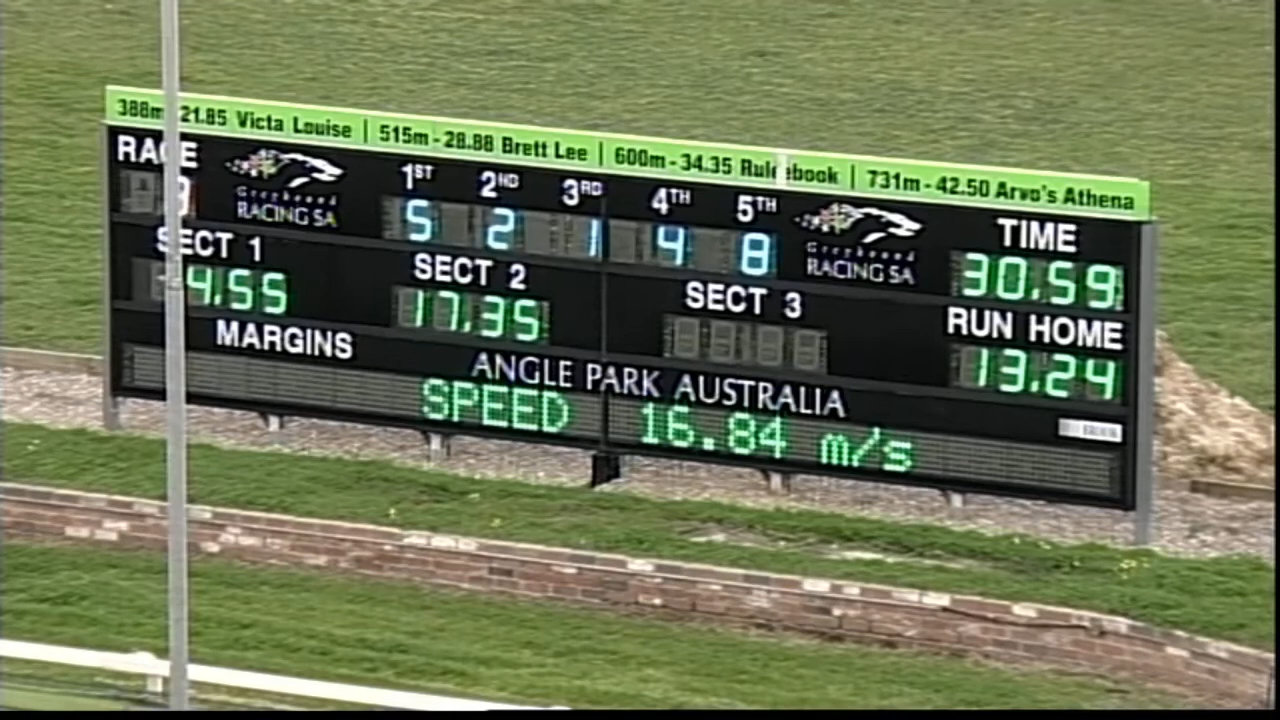 388m 21.85 Victa Louise | 515m - 28.88 Brett Lee | 600m - 34.35 Rulebook | 731m - 42.50 Arvo's Athena
RACE
Greyhound
RACING SA
1ST 2ND 3RD 4TH 5TH
5 2 1 4 8
Greyhound
RACING SA
TIME
30.59
SECT 1
4.55
SECT 2
17.35
SECT 3
RUN HOME
13.24
MARGINS
ANGLE PARK AUSTRALIA
SPEED 16.84 m/s